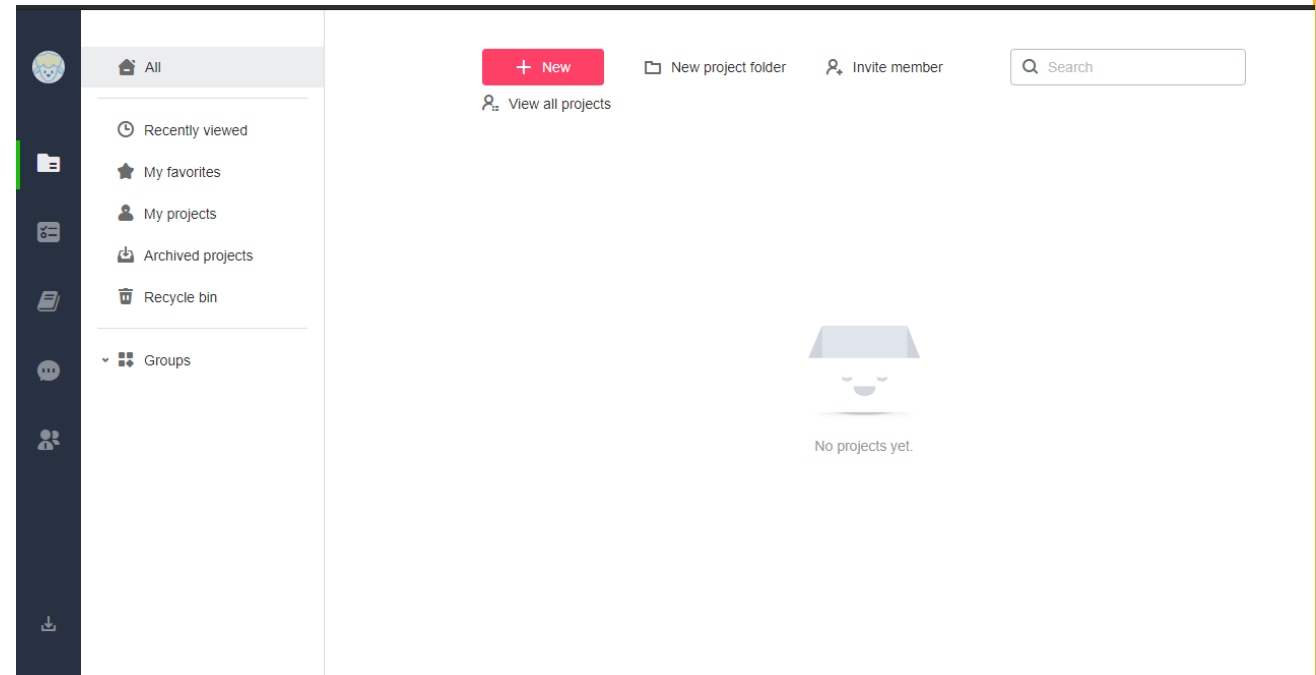 All
Recently viewed
My favorites
My projects
Archived projects
Recycle bin
Groups
New
New project folder
Invite member
Search
View all projects
No projects yet.